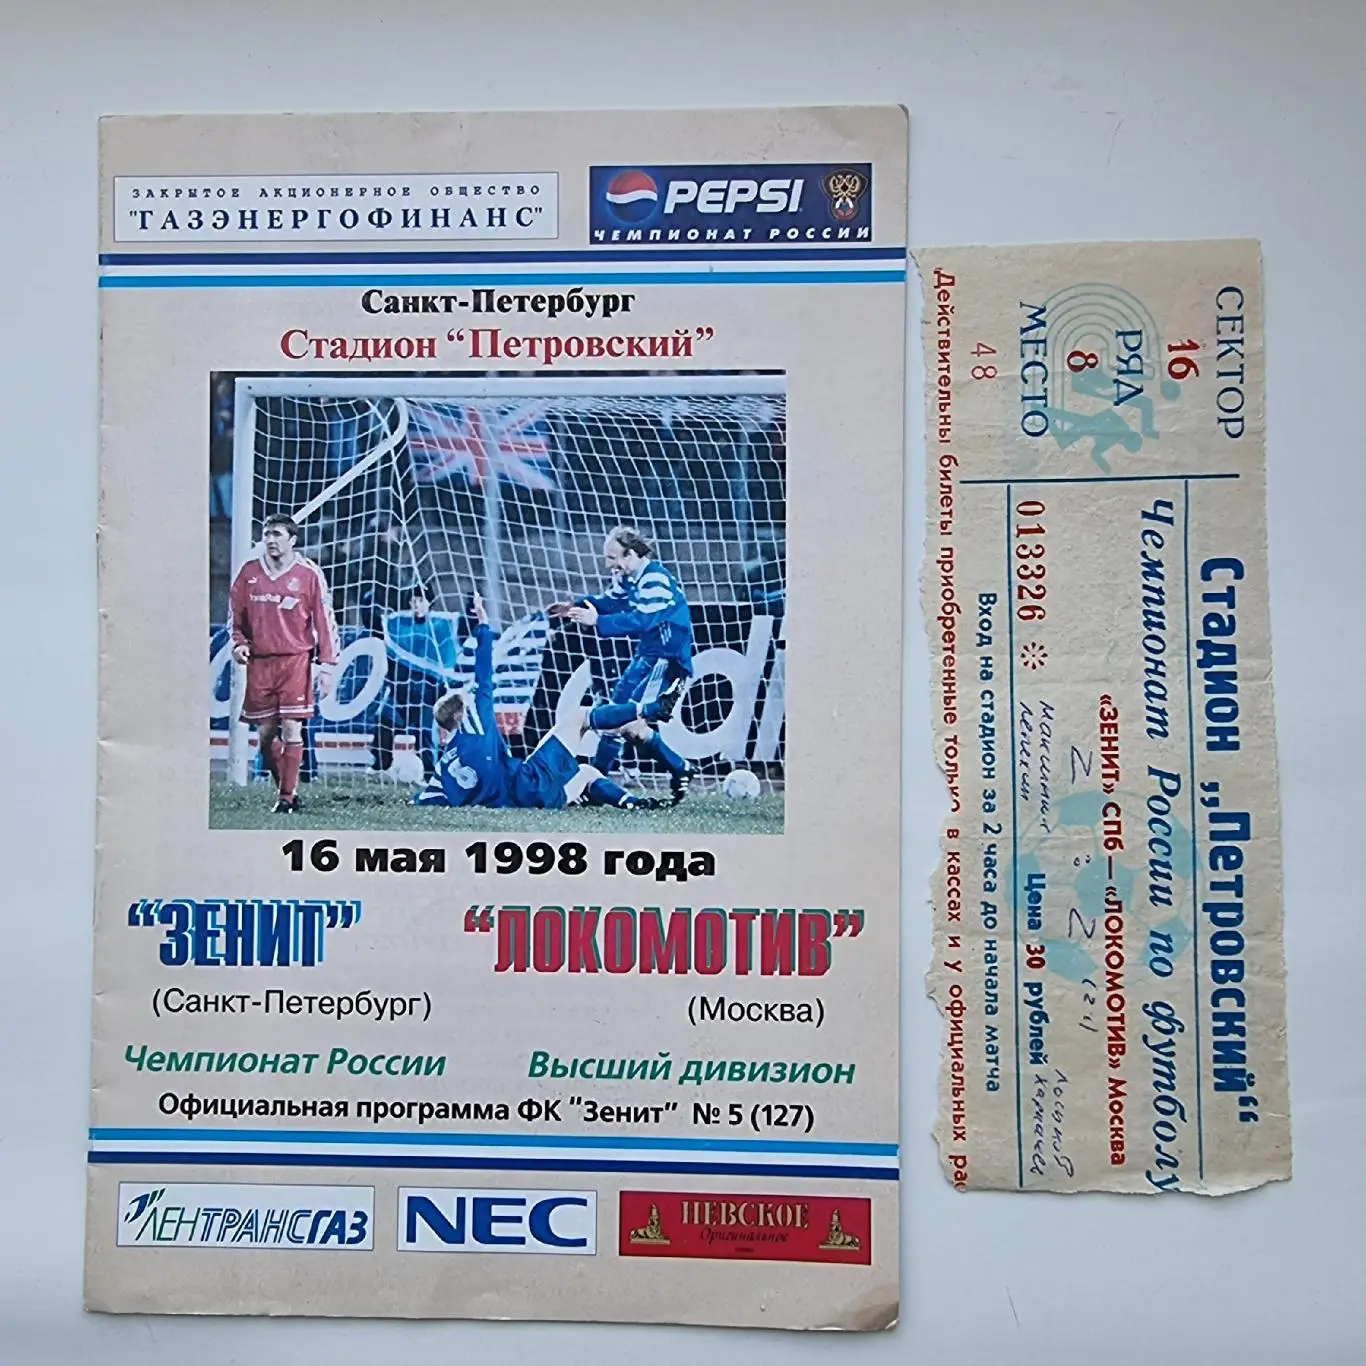 ЗАКРЫТОЕ АКЦИОНЕРНОЕ ОБЩЕСТВО
"ГАЗЭНЕРГОФИНАНС"
PEPSI
ЧЕМПИОНАТ РОССИИ
Санкт-Петербург
Стадион “Петровский”
16 мая 1998 года
“ЗЕНИТ” “ЛОКОМОТИВ”
(Санкт-Петербург) (Москва)
Чемпионат России Высший дивизион
Официальная программа ФК "Зенит" № 5 (127)
ЛЕНТРАНСГАЗ
NEC
НЕВСКОЕ
Оригинальное
СЕКТОР
16
РЯД
8
МЕСТО
48
Стадион „Петровский“
Чемпионат России по футболу
«ЗЕНИТ» СПБ—«ЛОКОМОТИВ» Москва
2:2 (2:1)
013326
Цена 30 рублей
Вход на стадион за 2 часа до начала матча
Действительны билеты приобретенные только в кассах и у официальных рас